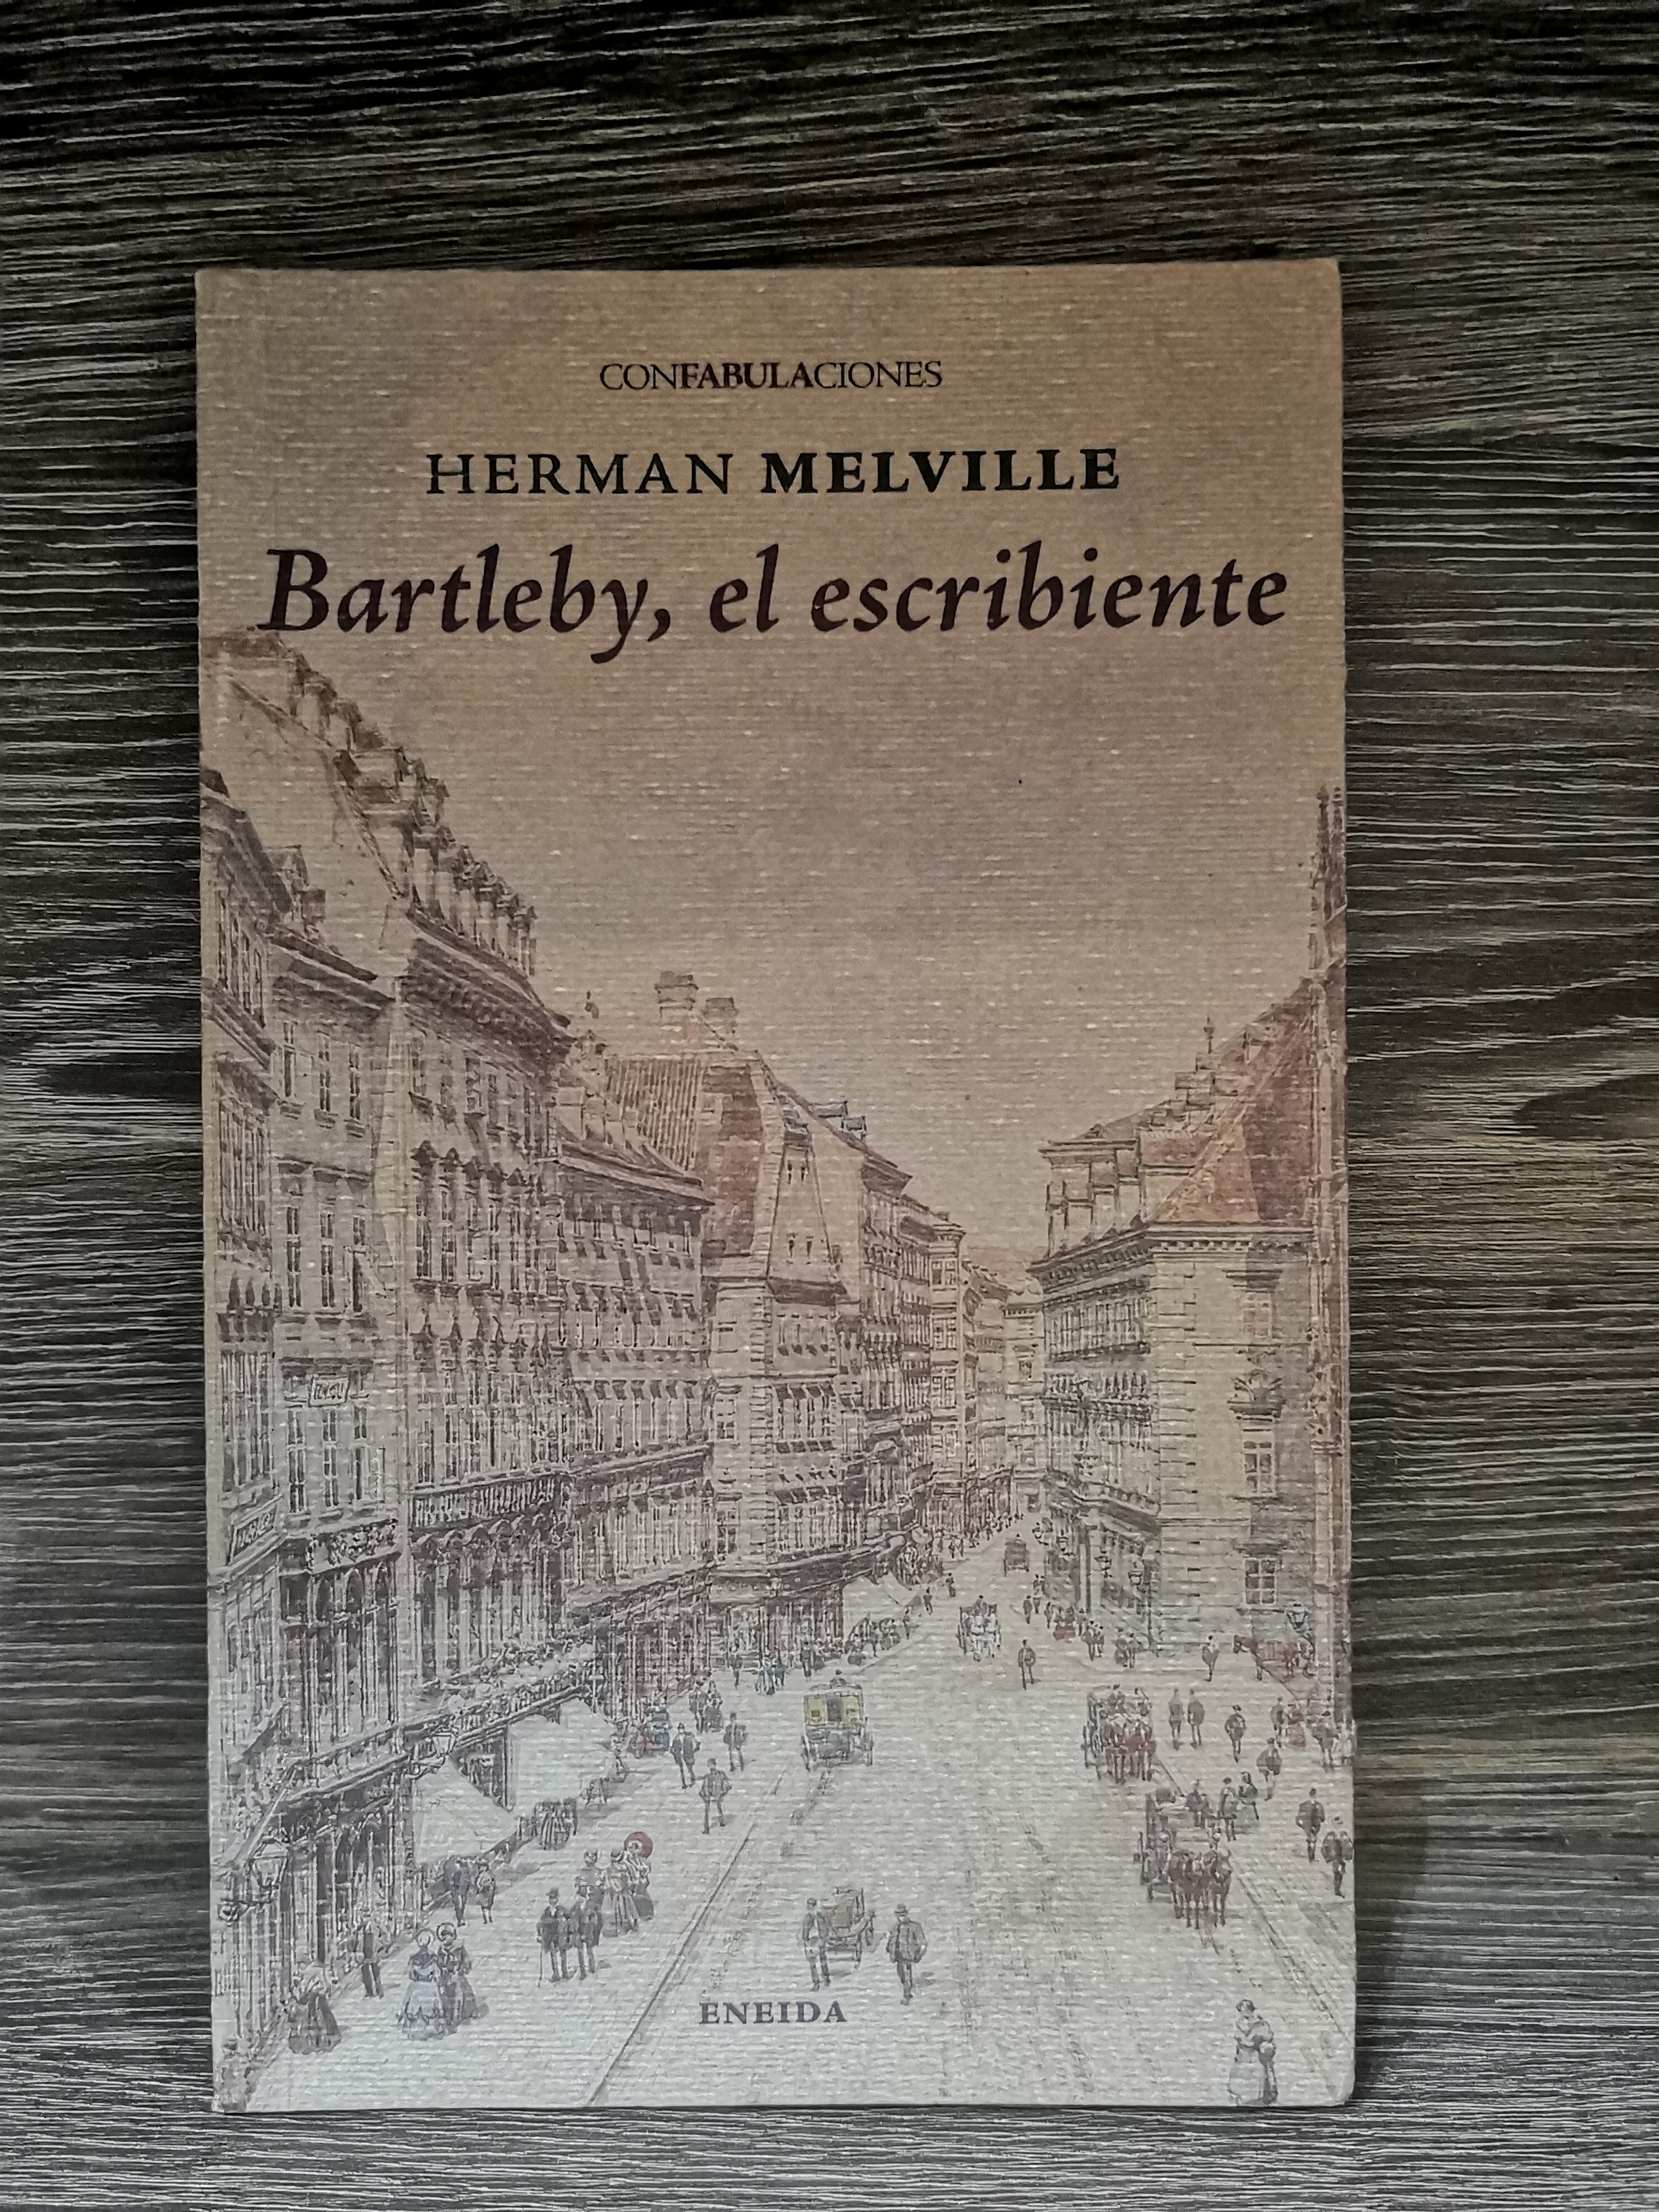 CONFABULACIONES
HERMAN MELVILLE
Bartleby, el escribiente
ENEIDA